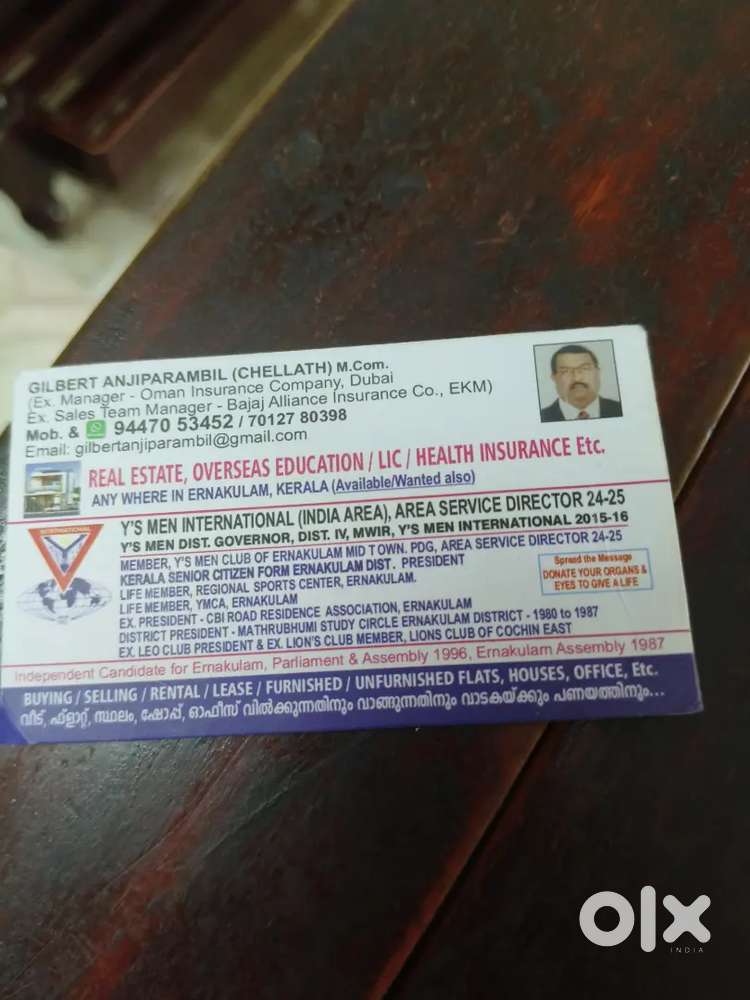 GILBERT ANJIPARAMBIL (CHELLATH) M.Com.
(Ex. Manager - Oman Insurance Company, Dubai
Ex. Sales Team Manager - Bajaj Alliance Insurance Co., EKM)
Mob. & 94470 53452 / 70127 80398
Email: gilbertanjiparambil@gmail.com
REAL ESTATE, OVERSEAS EDUCATION / LIC / HEALTH INSURANCE Etc.
ANY WHERE IN ERNAKULAM, KERALA (Available/Wanted also)
INTERNATIONAL
Y'S MEN INTERNATIONAL (INDIA AREA), AREA SERVICE DIRECTOR 24-25
Y'S MEN DIST. GOVERNOR, DIST. IV, MWIR, Y'S MEN INTERNATIONAL 2015-16
MEMBER, Y'S MEN CLUB OF ERNAKULAM MID TOWN. PDG, AREA SERVICE DIRECTOR 24-25
KERALA SENIOR CITIZEN FORM ERNAKULAM DIST. PRESIDENT
LIFE MEMBER, REGIONAL SPORTS CENTER, ERNAKULAM.
LIFE MEMBER, YMCA, ERNAKULAM
EX. PRESIDENT - CBI ROAD RESIDENCE ASSOCIATION, ERNAKULAM
DISTRICT PRESIDENT - MATHRUBHUMI STUDY CIRCLE ERNAKULAM DISTRICT - 1980 to 1987
EX. LEO CLUB PRESIDENT & EX. LION'S CLUB MEMBER, LIONS CLUB OF COCHIN EAST
Spread the Message
DONATE YOUR ORGANS &
EYES TO GIVE A LIFE
Independent Candidate for Ernakulam, Parliament & Assembly 1996, Ernakulam Assembly 1987
BUYING / SELLING / RENTAL / LEASE / FURNISHED / UNFURNISHED FLATS, HOUSES, OFFICE, Etc.
വീട്, ഫ്ളാറ്റ്, സ്ഥലം, ഷോപ്പ്, ഓഫീസ് വിൽക്കുന്നതിനും വാങ്ങുന്നതിനും വാടകയ്ക്കും പണയത്തിനും...
olx
INDIA